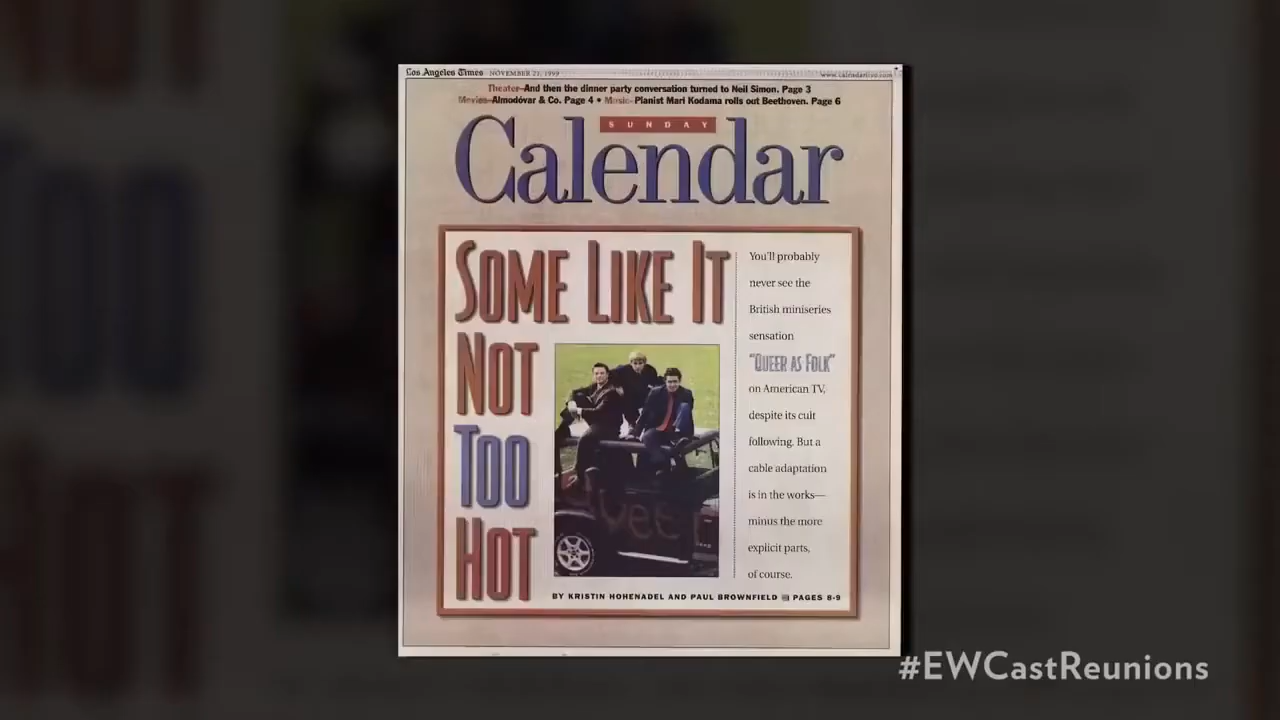 Los Angeles Times NOVEMBER 21, 1999 www.calendarlive.com
Theater–And then the dinner party conversation turned to Neil Simon. Page 3
Movies–Almodóvar & Co. Page 4 • Music–Pianist Mari Kodama rolls out Beethoven. Page 6
SUNDAY
Calendar
SOME LIKE IT
NOT
TOO
HOT
You'll probably
never see the
British miniseries
sensation
"QUEER AS FOLK"
on American TV,
despite its cult
following. But a
cable adaptation
is in the works—
minus the more
explicit parts,
of course.
BY KRISTIN HOHENADEL AND PAUL BROWNFIELD PAGES 8-9
#EWCastReunions